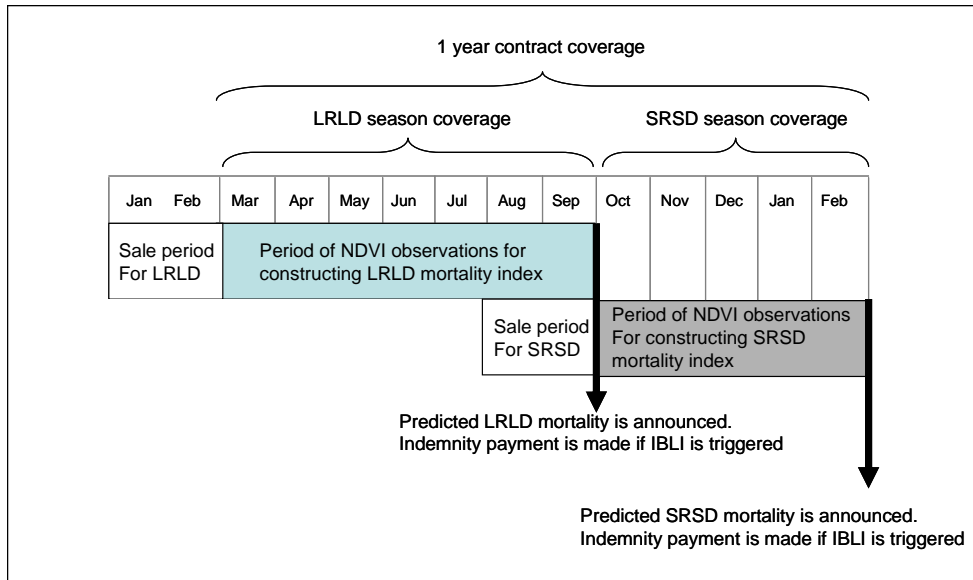 1 year contract coverage
LRLD season coverage
SRSD season coverage
Jan Feb Mar Apr May Jun Jul Aug Sep Oct Nov Dec Jan Feb
Sale period
For LRLD
Period of NDVI observations for
constructing LRLD mortality index
Sale period
For SRSD
Period of NDVI observations
For constructing SRSD
mortality index
Predicted LRLD mortality is announced.
Indemnity payment is made if IBLI is triggered
Predicted SRSD mortality is announced.
Indemnity payment is made if IBLI is triggered